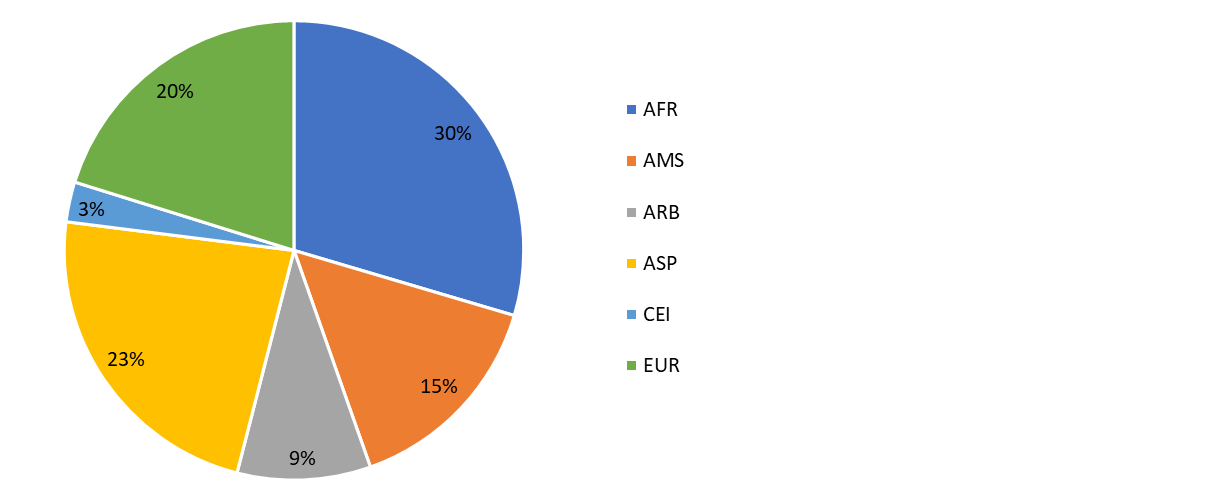 20%
30%
3%
23%
15%
9%
AFR
AMS
ARB
ASP
CEI
EUR